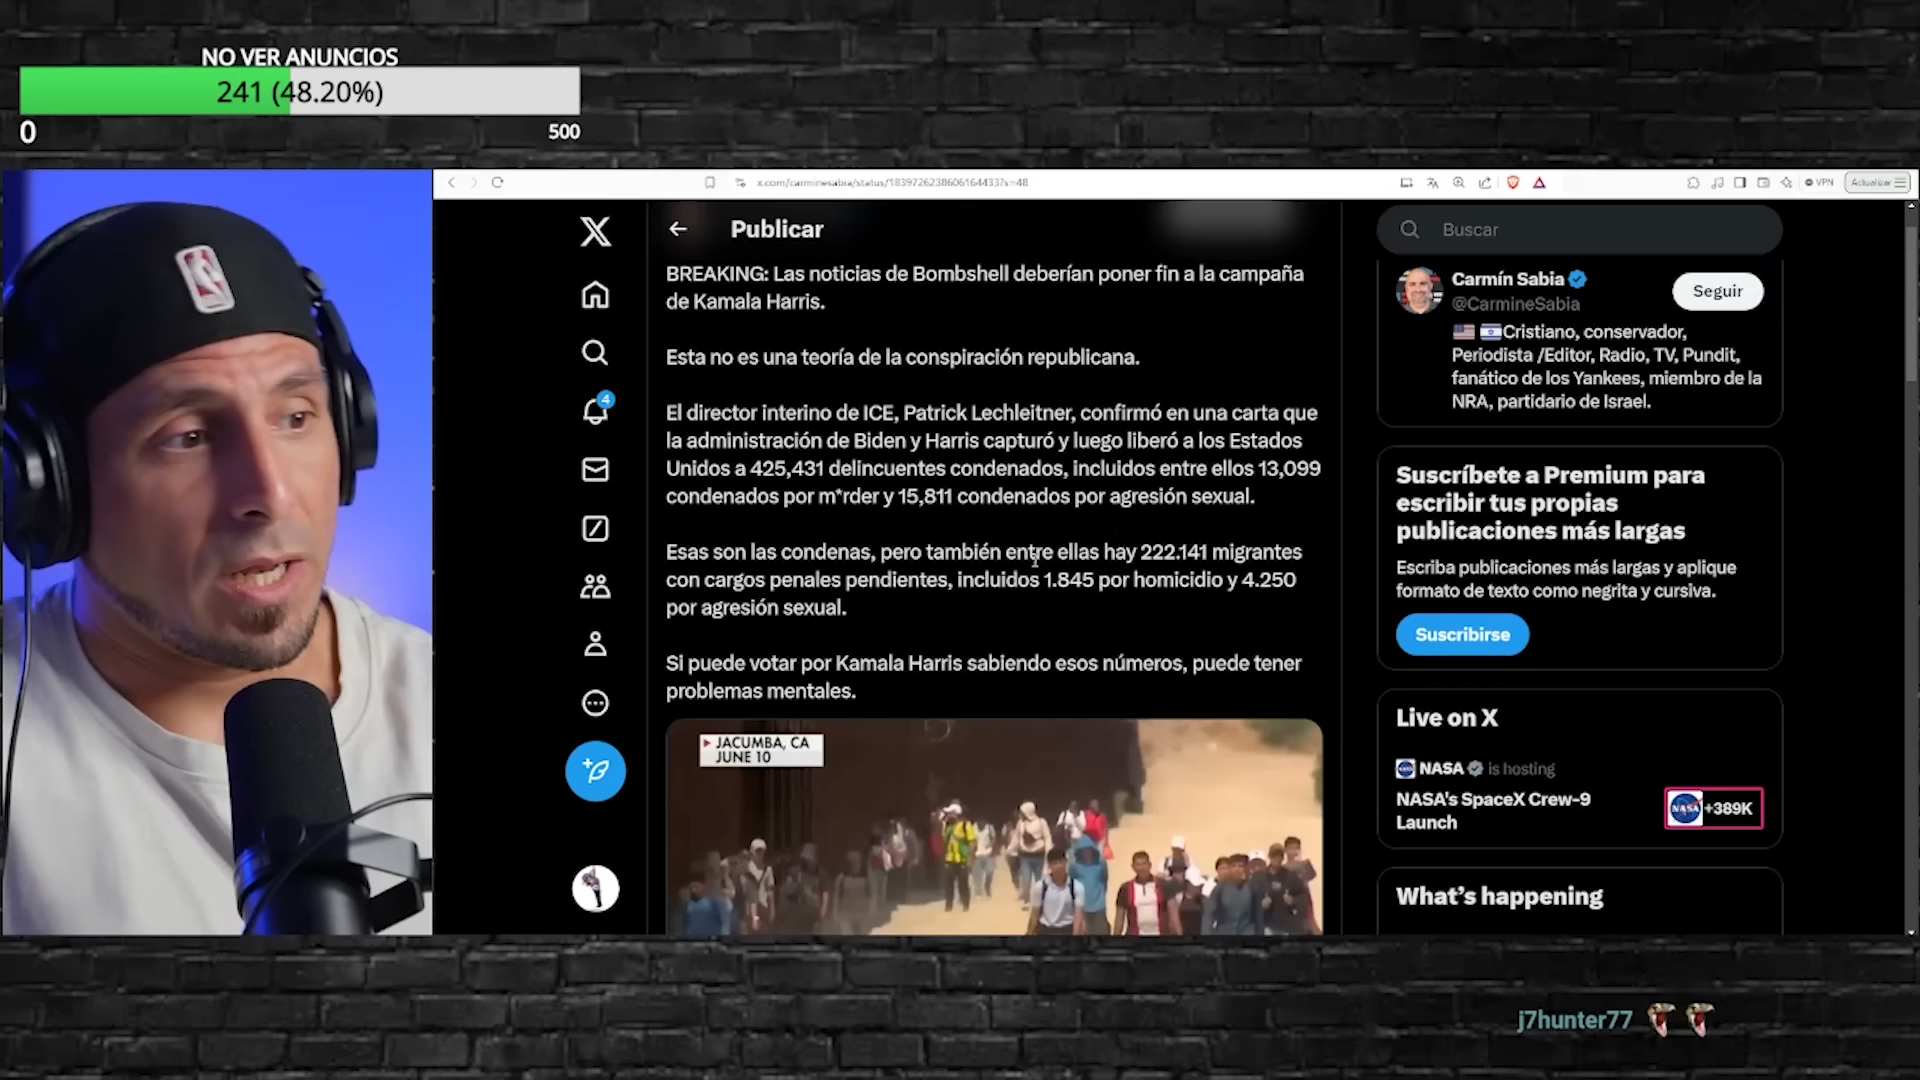 NO VER ANUNCIOS
241 (48.20%)
0
500
x.com/carminesabia/status/1839726238606164433?s=48
VPN
Actualizar
Publicar
Buscar
BREAKING: Las noticias de Bombshell deberían poner fin a la campaña
de Kamala Harris.
Esta no es una teoría de la conspiración republicana.
El director interino de ICE, Patrick Lechleitner, confirmó en una carta que
la administración de Biden y Harris capturó y luego liberó a los Estados
Unidos a 425,431 delincuentes condenados, incluidos entre ellos 13,099
condenados por m*rder y 15,811 condenados por agresión sexual.
Esas son las condenas, pero también entre ellas hay 222.141 migrantes
con cargos penales pendientes, incluidos 1.845 por homicidio y 4.250
por agresión sexual.
Si puede votar por Kamala Harris sabiendo esos números, puede tener
problemas mentales.
JACUMBA, CA
JUNE 10
4
Carmín Sabia
@CarmineSabia
Seguir
Cristiano, conservador,
Periodista /Editor, Radio, TV, Pundit,
fanático de los Yankees, miembro de la
NRA, partidario de Israel.
Suscríbete a Premium para
escribir tus propias
publicaciones más largas
Escriba publicaciones más largas y aplique
formato de texto como negrita y cursiva.
Suscribirse
Live on X
NASA is hosting
NASA's SpaceX Crew-9
Launch
NASA
+389K
What's happening
j7hunter77